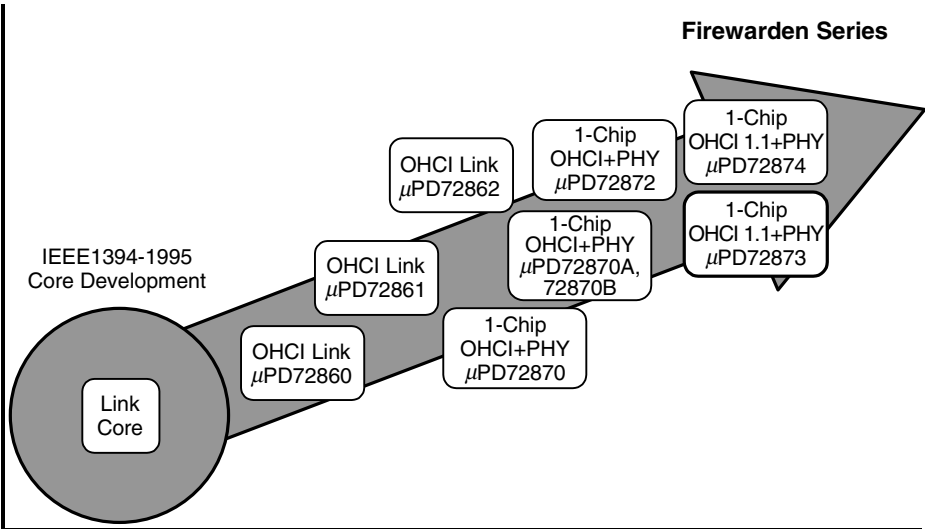 Firewarden Series
1-Chip
OHCI 1.1+PHY
μPD72874
1-Chip
OHCI+PHY
μPD72872
OHCI Link
μPD72862
1-Chip
OHCI 1.1+PHY
μPD72873
1-Chip
OHCI+PHY
μPD72870A,
72870B
IEEE1394-1995
Core Development
OHCI Link
μPD72861
1-Chip
OHCI+PHY
μPD72870
OHCI Link
μPD72860
Link
Core